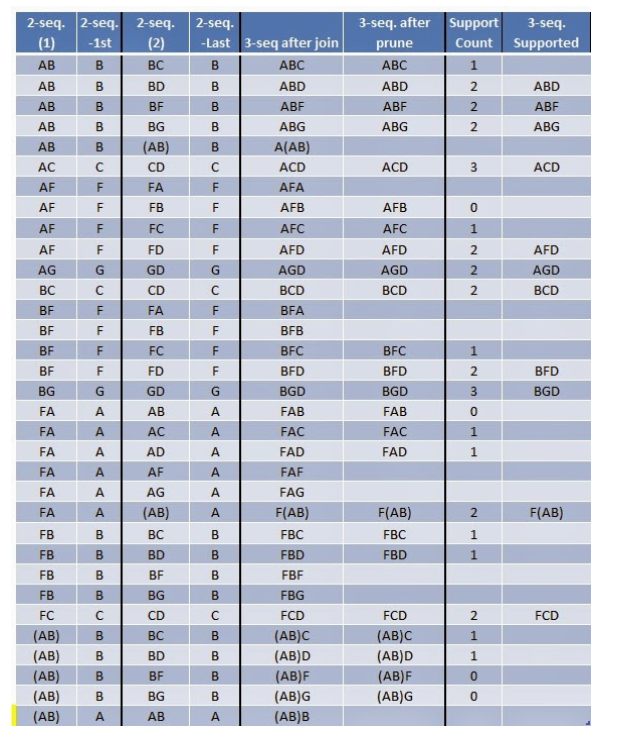 2-seq. (1) 2-seq. -1st 2-seq. (2) 2-seq. -Last 3-seq after join 3-seq. after prune Support Count 3-seq. Supported
AB B BC B ABC ABC 1
AB B BD B ABD ABD 2 ABD
AB B BF B ABF ABF 2 ABF
AB B BG B ABG ABG 2 ABG
AB B (AB) B A(AB)
AC C CD C ACD ACD 3 ACD
AF F FA F AFA
AF F FB F AFB AFB 0
AF F FC F AFC AFC 1
AF F FD F AFD AFD 2 AFD
AG G GD G AGD AGD 2 AGD
BC C CD C BCD BCD 2 BCD
BF F FA F BFA
BF F FB F BFB
BF F FC F BFC BFC 1
BF F FD F BFD BFD 2 BFD
BG G GD G BGD BGD 3 BGD
FA A AB A FAB FAB 0
FA A AC A FAC FAC 1
FA A AD A FAD FAD 1
FA A AF A FAF
FA A AG A FAG
FA A (AB) A F(AB) F(AB) 2 F(AB)
FB B BC B FBC FBC 1
FB B BD B FBD FBD 1
FB B BF B FBF
FB B BG B FBG
FC C CD C FCD FCD 2 FCD
(AB) B BC B (AB)C (AB)C 1
(AB) B BD B (AB)D (AB)D 1
(AB) B BF B (AB)F (AB)F 0
(AB) B BG B (AB)G (AB)G 0
(AB) A AB A (AB)B